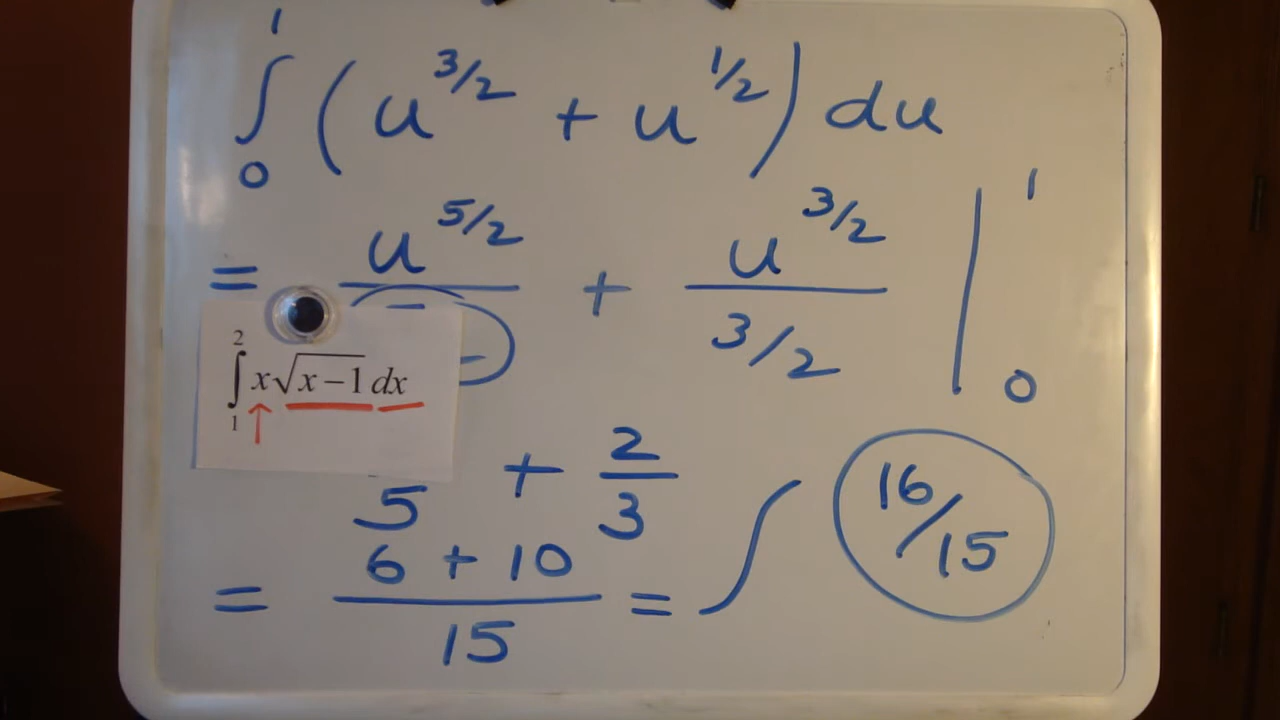 ∫₀¹ (u^3/2 + u^1/2) du
= u^5/2 + u^3/2 / 3/2 |₀¹
∫₁² x√(x−1) dx
5 + 2/3
= (6 + 10)/15 = ∫ 16/15